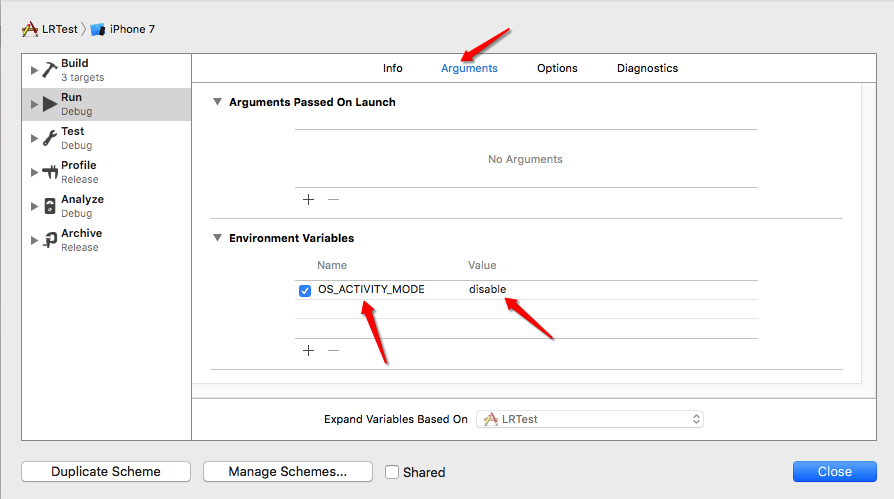 LRTest iPhone 7
Build
3 targets
Run
Debug
Test
Debug
Profile
Release
Analyze
Debug
Archive
Release
Info Arguments Options Diagnostics
Arguments Passed On Launch
No Arguments
Environment Variables
Name Value
OS_ACTIVITY_MODE disable
Expand Variables Based On LRTest
Duplicate Scheme Manage Schemes... Shared Close